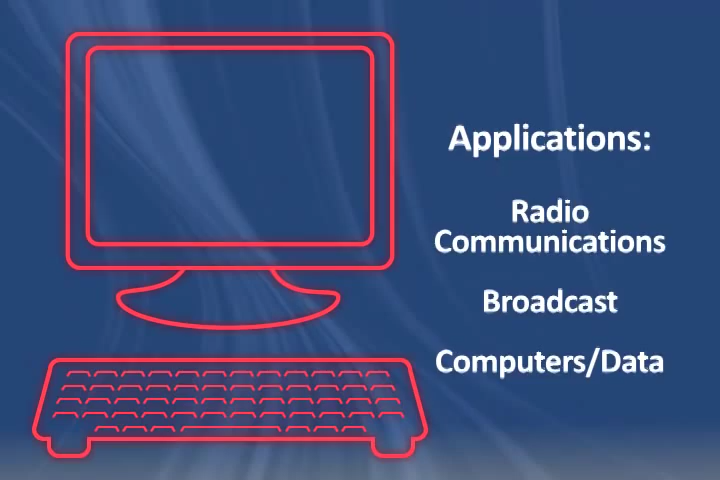 Applications:
Radio
Communications
Broadcast
Computers/Data